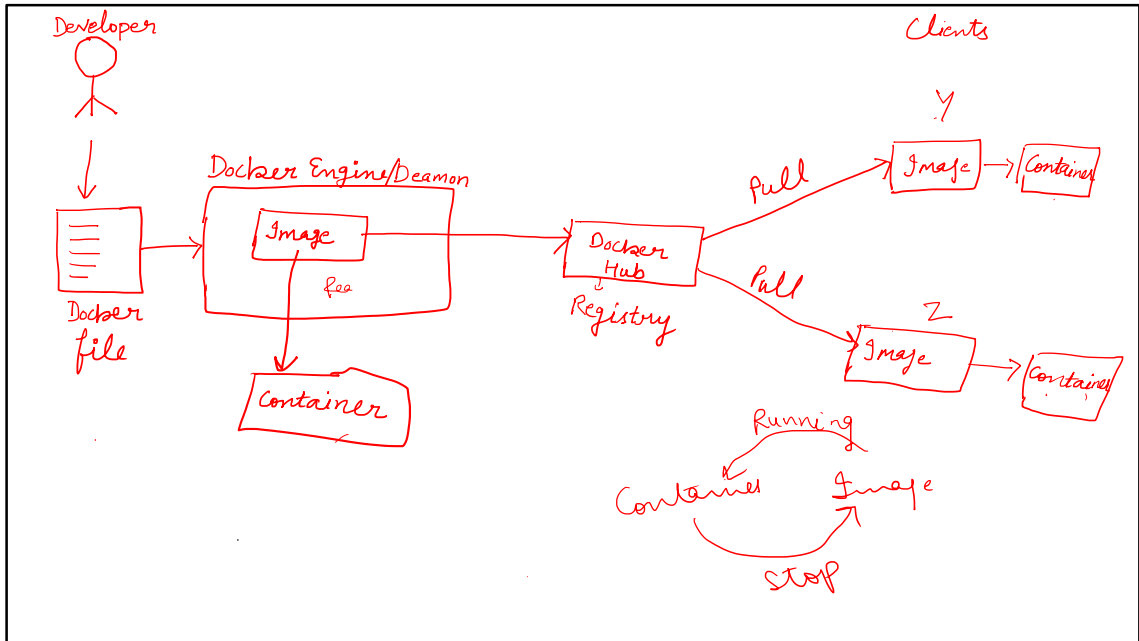 Developer
Docker
file
Docker Engine/Deamon
Image
Container
Docker
Hub
Registry
Pull
Pull
Clients
Y
Image
Container
Z
Image
Container
Running
Container
Image
Stop